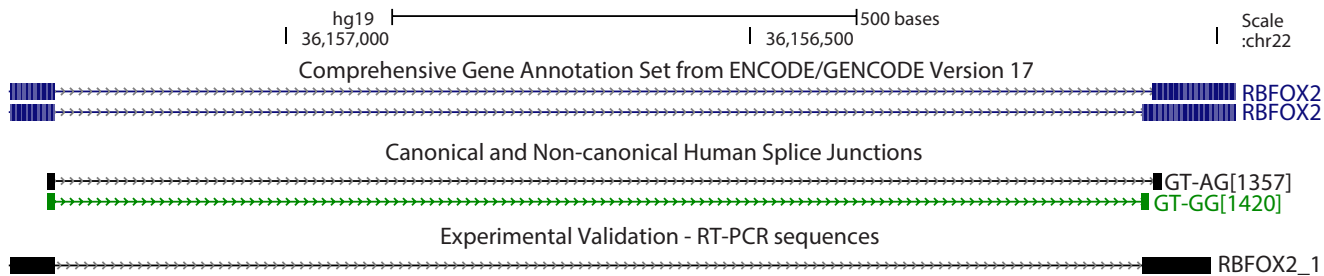 hg19 500 bases Scale
36,157,000 36,156,500 :chr22
Comprehensive Gene Annotation Set from ENCODE/GENCODE Version 17
RBFOX2
RBFOX2
Canonical and Non-canonical Human Splice Junctions
GT-AG[1357]
GT-GG[1420]
Experimental Validation - RT-PCR sequences
RBFOX2_1